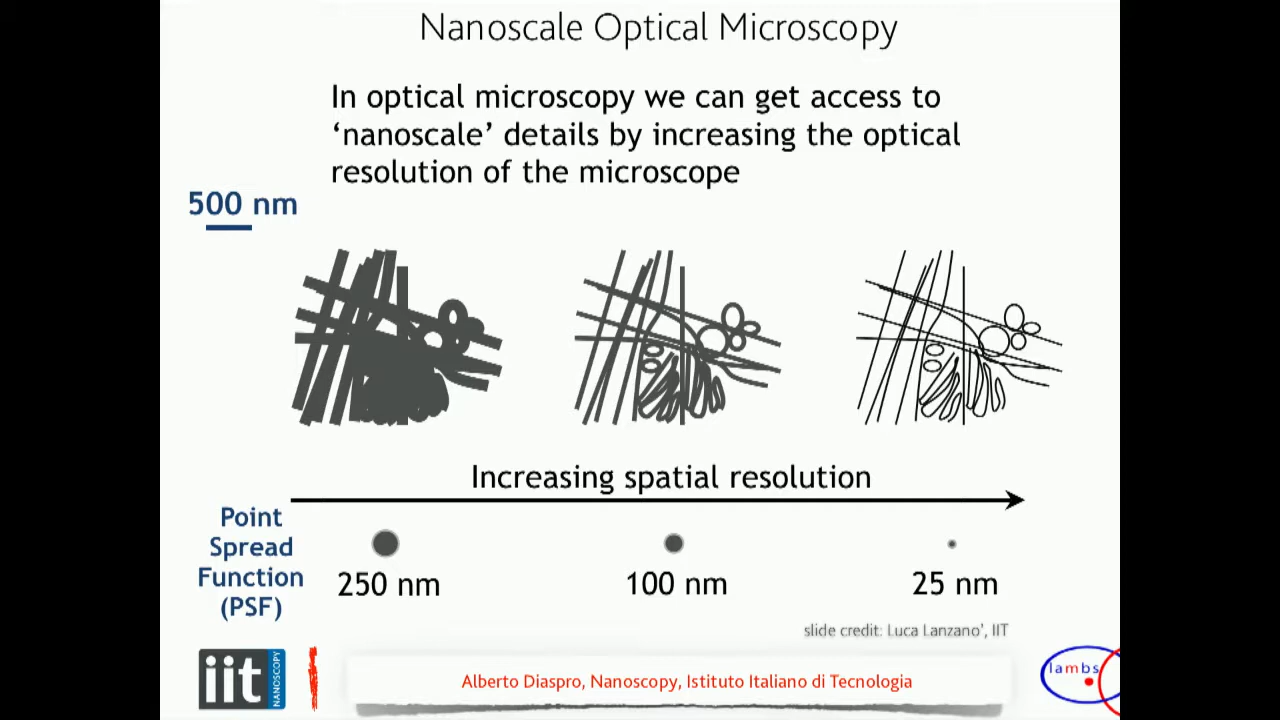 Nanoscale Optical Microscopy
In optical microscopy we can get access to
‘nanoscale’ details by increasing the optical
resolution of the microscope
500 nm
Increasing spatial resolution
Point
Spread
Function
(PSF)
250 nm
100 nm
25 nm
slide credit: Luca Lanzano’, IIT
iit
NANOSCOPY
Alberto Diaspro, Nanoscopy, Istituto Italiano di Tecnologia
lambs